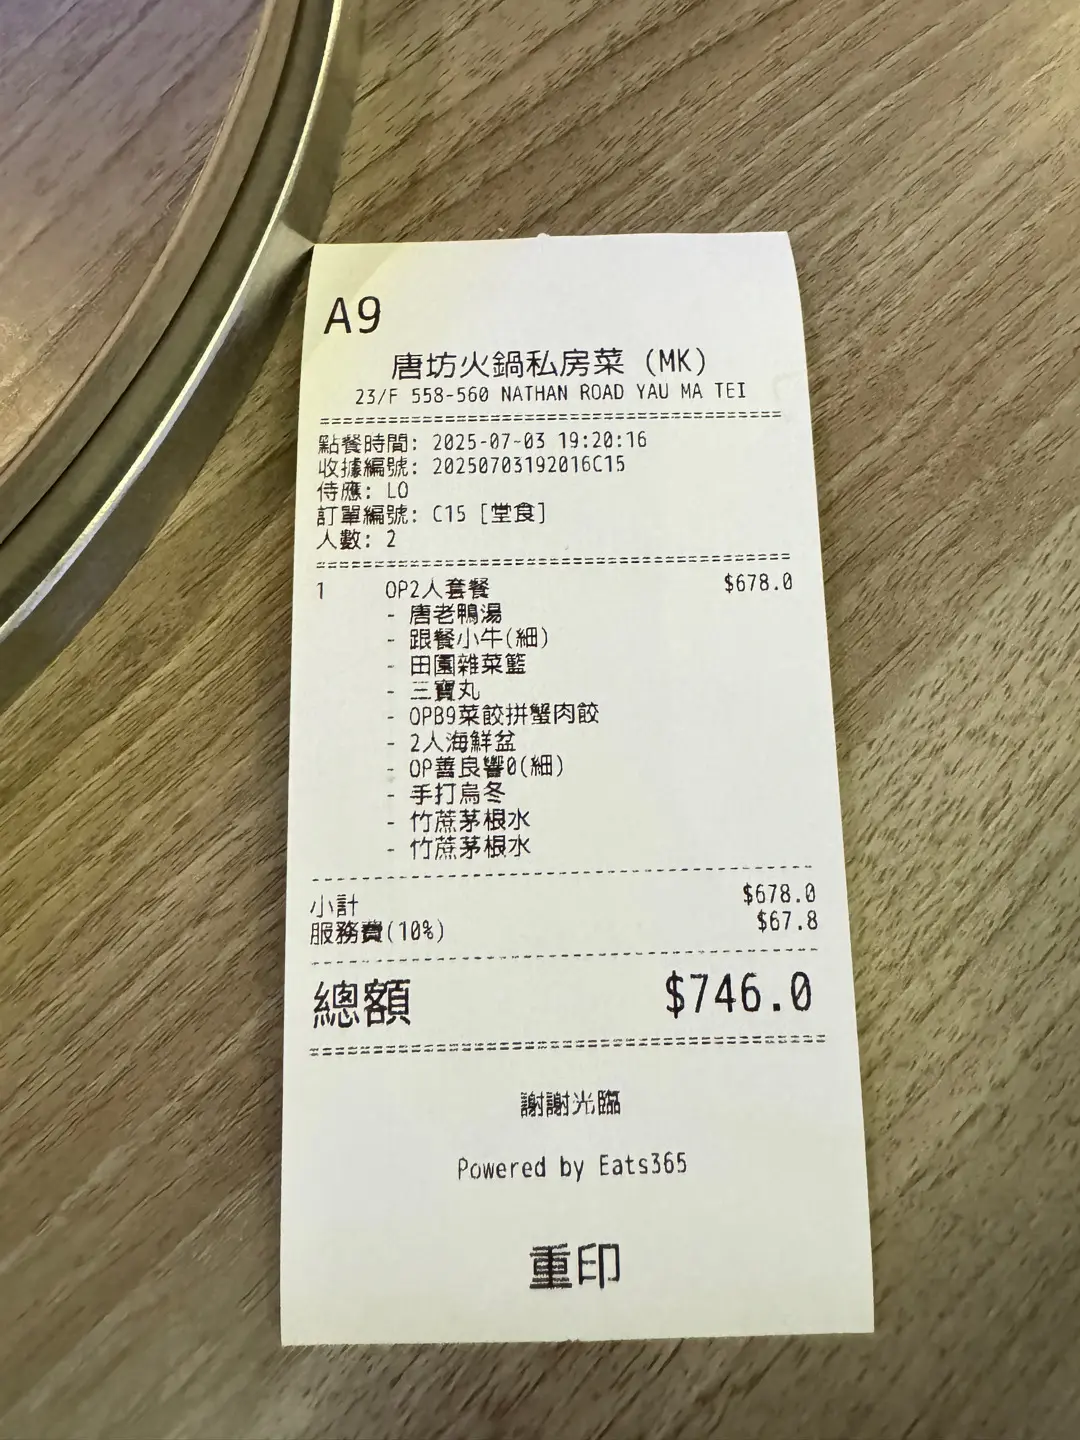 A9
唐坊火鍋私房菜 (MK)
23/F 558-560 NATHAN ROAD YAU MA TEI
點餐時間: 2025-07-03 19:20:16
收據編號: 20250703192016C15
侍應: LO
訂單編號: C15 [堂食]
人數: 2
1 OP2人套餐 $678.0
- 唐老鴨湯
- 跟餐小牛(細)
- 田園雜菜籃
- 三寶丸
- OPB9菜餃拼蟹肉餃
- 2人海鮮盆
- OP善良響0(細)
- 手打烏冬
- 竹蔗茅根水
- 竹蔗茅根水
小計 $678.0
服務費(10%) $67.8
總額 $746.0
謝謝光臨
Powered by Eats365
重印